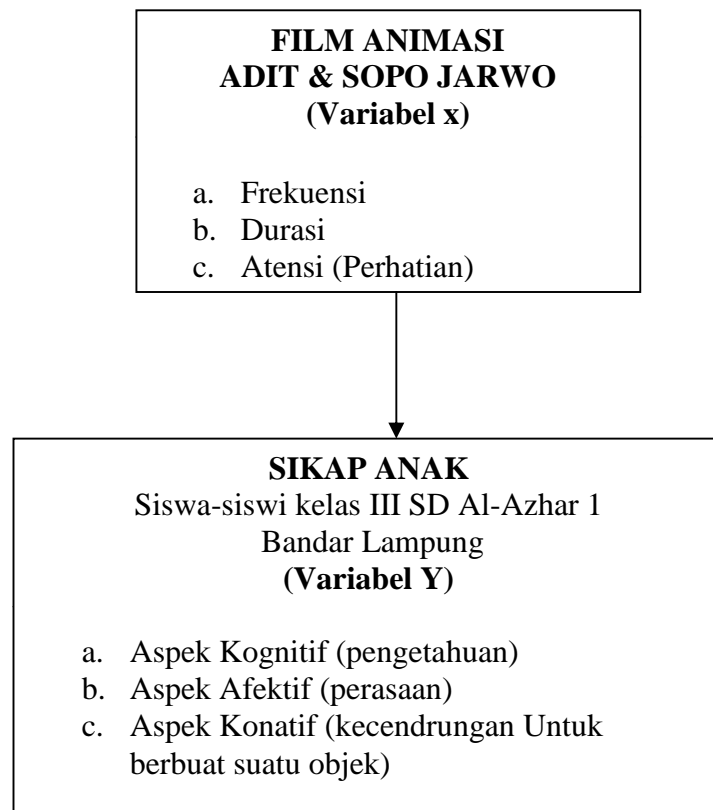 FILM ANIMASI
ADIT & SOPO JARWO
(Variabel x)
a. Frekuensi
b. Durasi
c. Atensi (Perhatian)
SIKAP ANAK
Siswa-siswi kelas III SD Al-Azhar 1
Bandar Lampung
(Variabel Y)
a. Aspek Kognitif (pengetahuan)
b. Aspek Afektif (perasaan)
c. Aspek Konatif (kecendrungan Untuk
berbuat suatu objek)